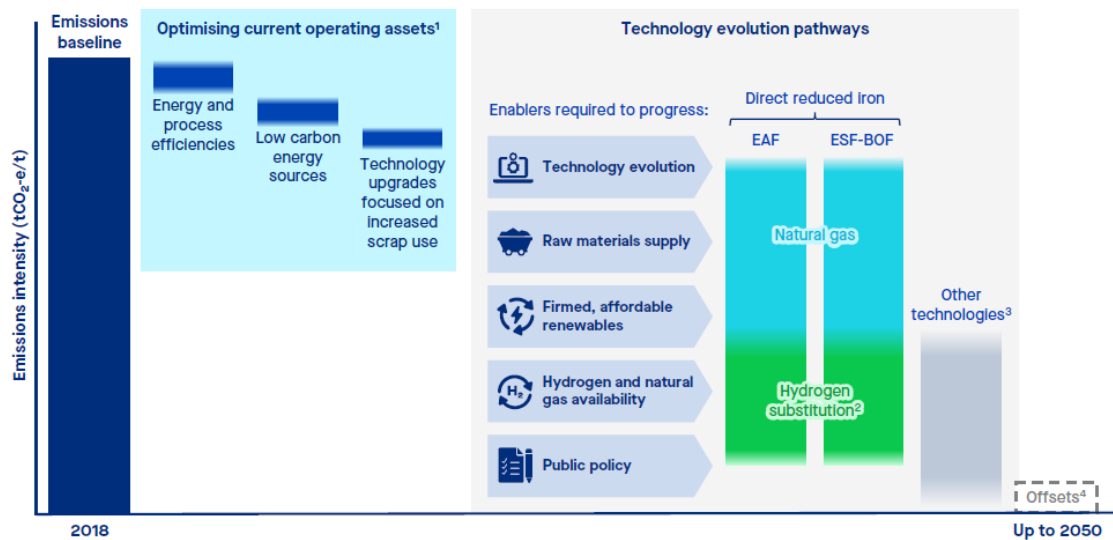 Emissions
baseline
Optimising current operating assets¹
Technology evolution pathways
Energy and
process
efficiencies
Low carbon
energy
sources
Technology
upgrades
focused on
increased
scrap use
Enablers required to progress:
Direct reduced iron
EAF
ESF-BOF
Technology evolution
Raw materials supply
Natural gas
Firmed, affordable
renewables
Other
technologies³
Hydrogen and natural
gas availability
H₂
Hydrogen
substitution²
Public policy
Offsets⁴
Emissions intensity (tCO₂-e/t)
2018
Up to 2050